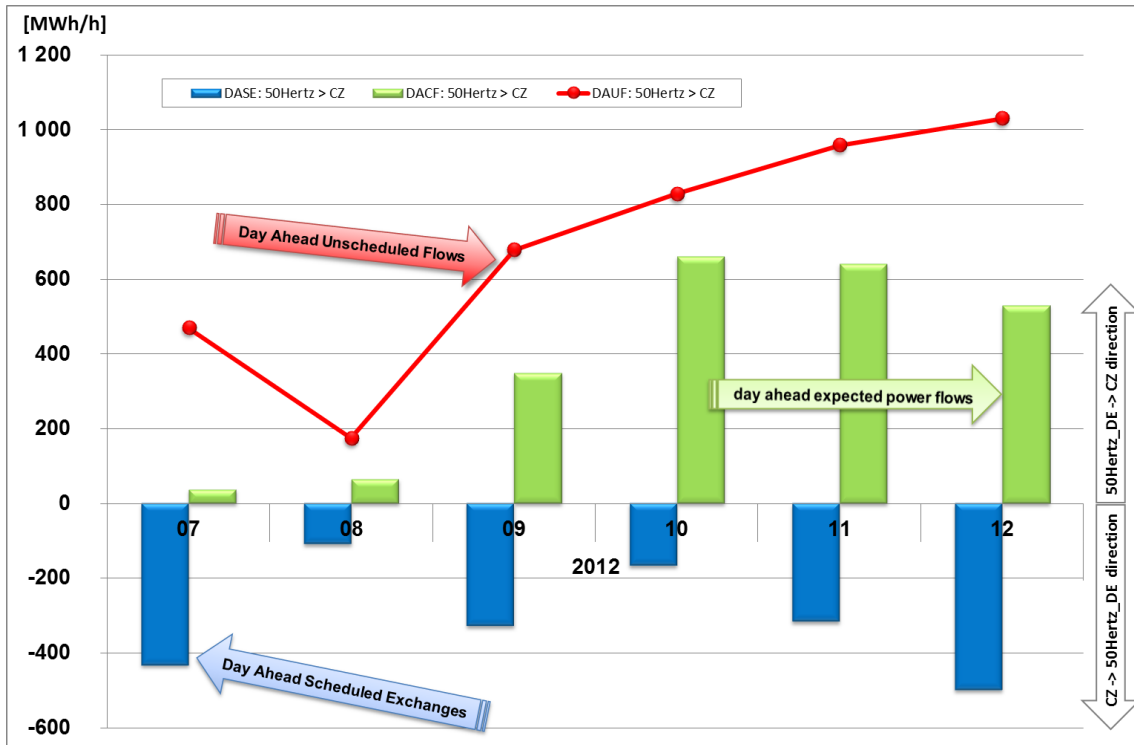 [MWh/h]
1 200
DASE: 50Hertz > CZ DACF: 50Hertz > CZ DAUF: 50Hertz > CZ
1 000
800
Day Ahead Unscheduled Flows
600
400
day ahead expected power flows
200
0
07 08 09 10 11 12
2012
-200
-400
Day Ahead Scheduled Exchanges
-600
50Hertz_DE -> CZ direction
CZ -> 50Hertz_DE direction